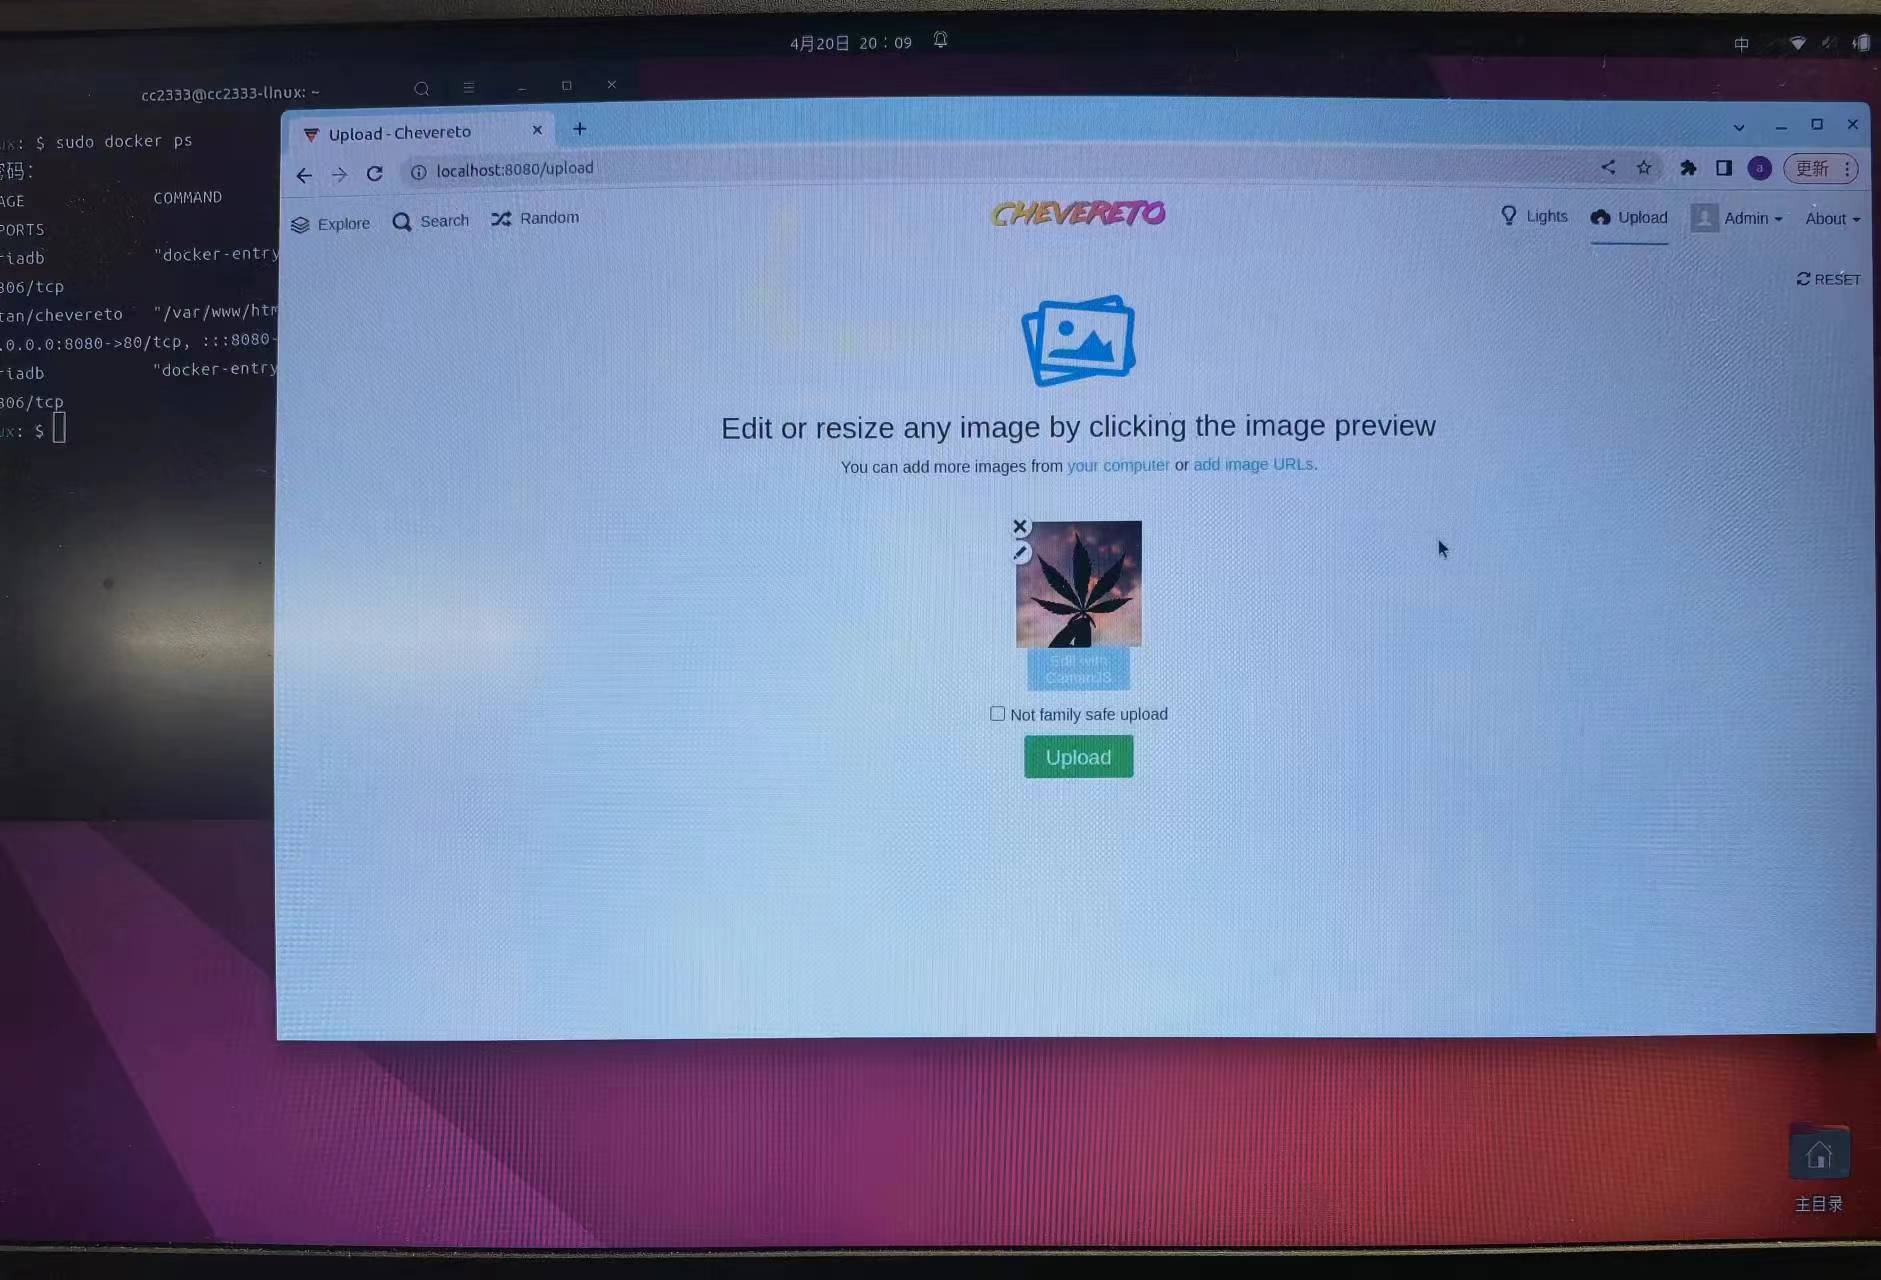 4月20日 20：09
中
cc2333@cc2333-linux: ~
ux: $ sudo docker ps
密码：
AGE COMMAND
PORTS
riadb "docker-entry
306/tcp
tan/chevereto "/var/www/htm
.0.0.0:8080->80/tcp, :::8080-
riadb "docker-entry
306/tcp
ux: $
Upload - Chevereto
localhost:8080/upload
a
更新
Explore Search Random
CHEVERETO
Lights Upload Admin About
RESET
Edit or resize any image by clicking the image preview
You can add more images from your computer or add image URLs.
Edit with
CamanJS
Not family safe upload
Upload
主目录